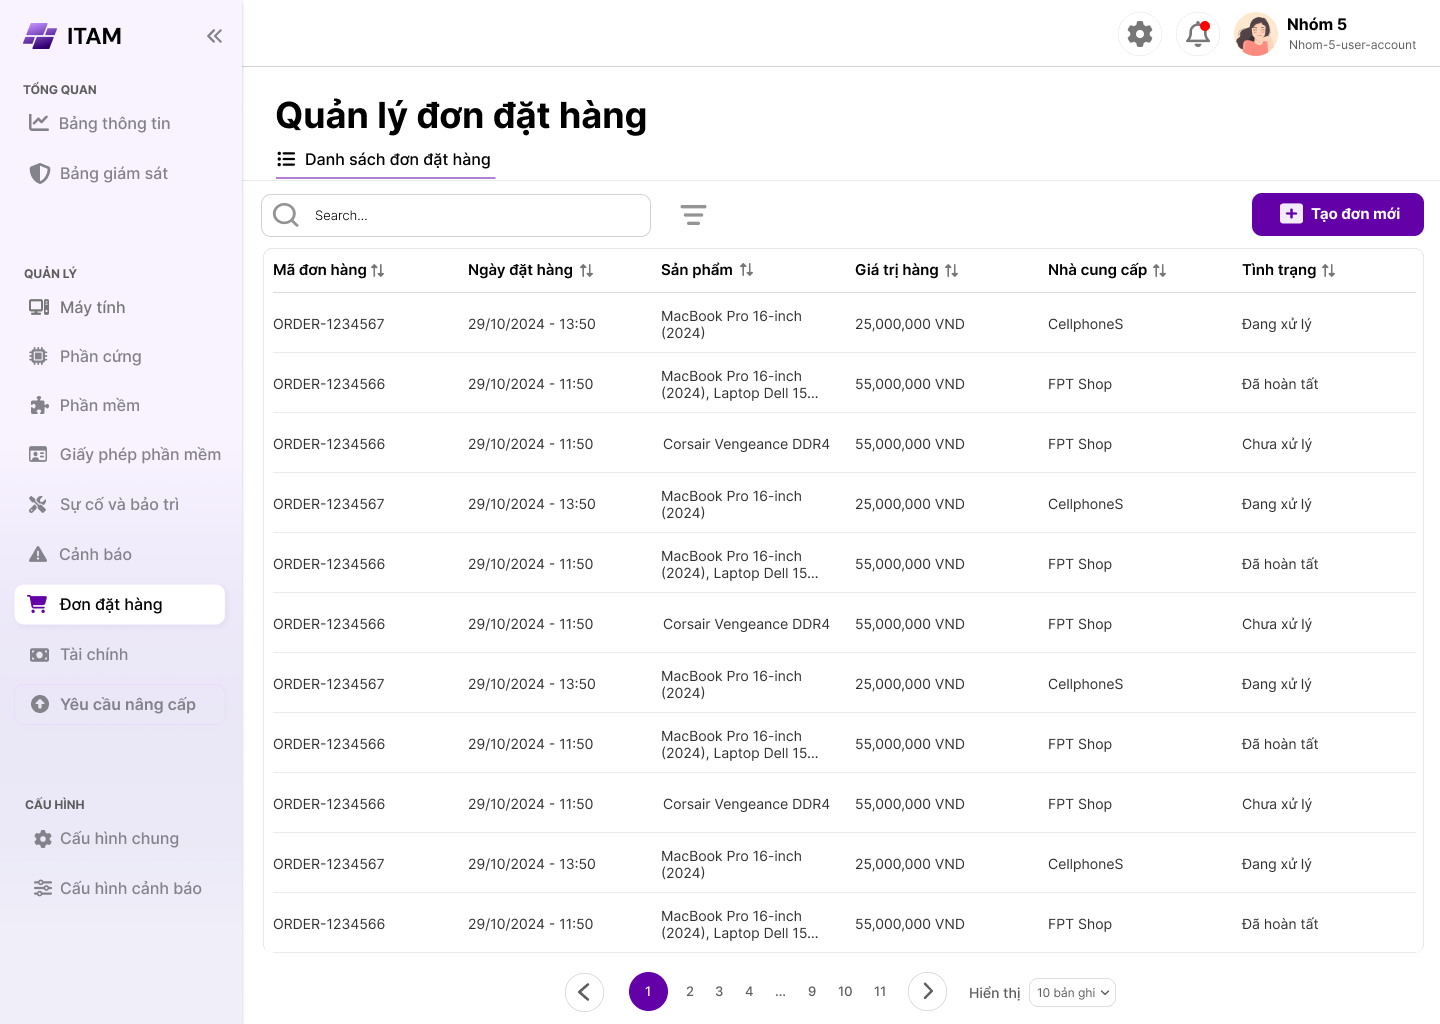 ITAM
TỔNG QUAN
Bảng thông tin
Bảng giám sát
QUẢN LÝ
Máy tính
Phần cứng
Phần mềm
Giấy phép phần mềm
Sự cố và bảo trì
Cảnh báo
Đơn đặt hàng
Tài chính
Yêu cầu nâng cấp
CẤU HÌNH
Cấu hình chung
Cấu hình cảnh báo
Nhóm 5
Nhom-5-user-account
Quản lý đơn đặt hàng
Danh sách đơn đặt hàng
Search...
Tạo đơn mới
Mã đơn hàng Ngày đặt hàng Sản phẩm Giá trị hàng Nhà cung cấp Tình trạng
ORDER-1234567 29/10/2024 - 13:50 MacBook Pro 16-inch (2024) 25,000,000 VND CellphoneS Đang xử lý
ORDER-1234566 29/10/2024 - 11:50 MacBook Pro 16-inch (2024), Laptop Dell 15... 55,000,000 VND FPT Shop Đã hoàn tất
ORDER-1234566 29/10/2024 - 11:50 Corsair Vengeance DDR4 55,000,000 VND FPT Shop Chưa xử lý
ORDER-1234567 29/10/2024 - 13:50 MacBook Pro 16-inch (2024) 25,000,000 VND CellphoneS Đang xử lý
ORDER-1234566 29/10/2024 - 11:50 MacBook Pro 16-inch (2024), Laptop Dell 15... 55,000,000 VND FPT Shop Đã hoàn tất
ORDER-1234566 29/10/2024 - 11:50 Corsair Vengeance DDR4 55,000,000 VND FPT Shop Chưa xử lý
ORDER-1234567 29/10/2024 - 13:50 MacBook Pro 16-inch (2024) 25,000,000 VND CellphoneS Đang xử lý
ORDER-1234566 29/10/2024 - 11:50 MacBook Pro 16-inch (2024), Laptop Dell 15... 55,000,000 VND FPT Shop Đã hoàn tất
ORDER-1234566 29/10/2024 - 11:50 Corsair Vengeance DDR4 55,000,000 VND FPT Shop Chưa xử lý
ORDER-1234567 29/10/2024 - 13:50 MacBook Pro 16-inch (2024) 25,000,000 VND CellphoneS Đang xử lý
ORDER-1234566 29/10/2024 - 11:50 MacBook Pro 16-inch (2024), Laptop Dell 15... 55,000,000 VND FPT Shop Đã hoàn tất
1 2 3 4 ... 9 10 11 Hiển thị 10 bản ghi